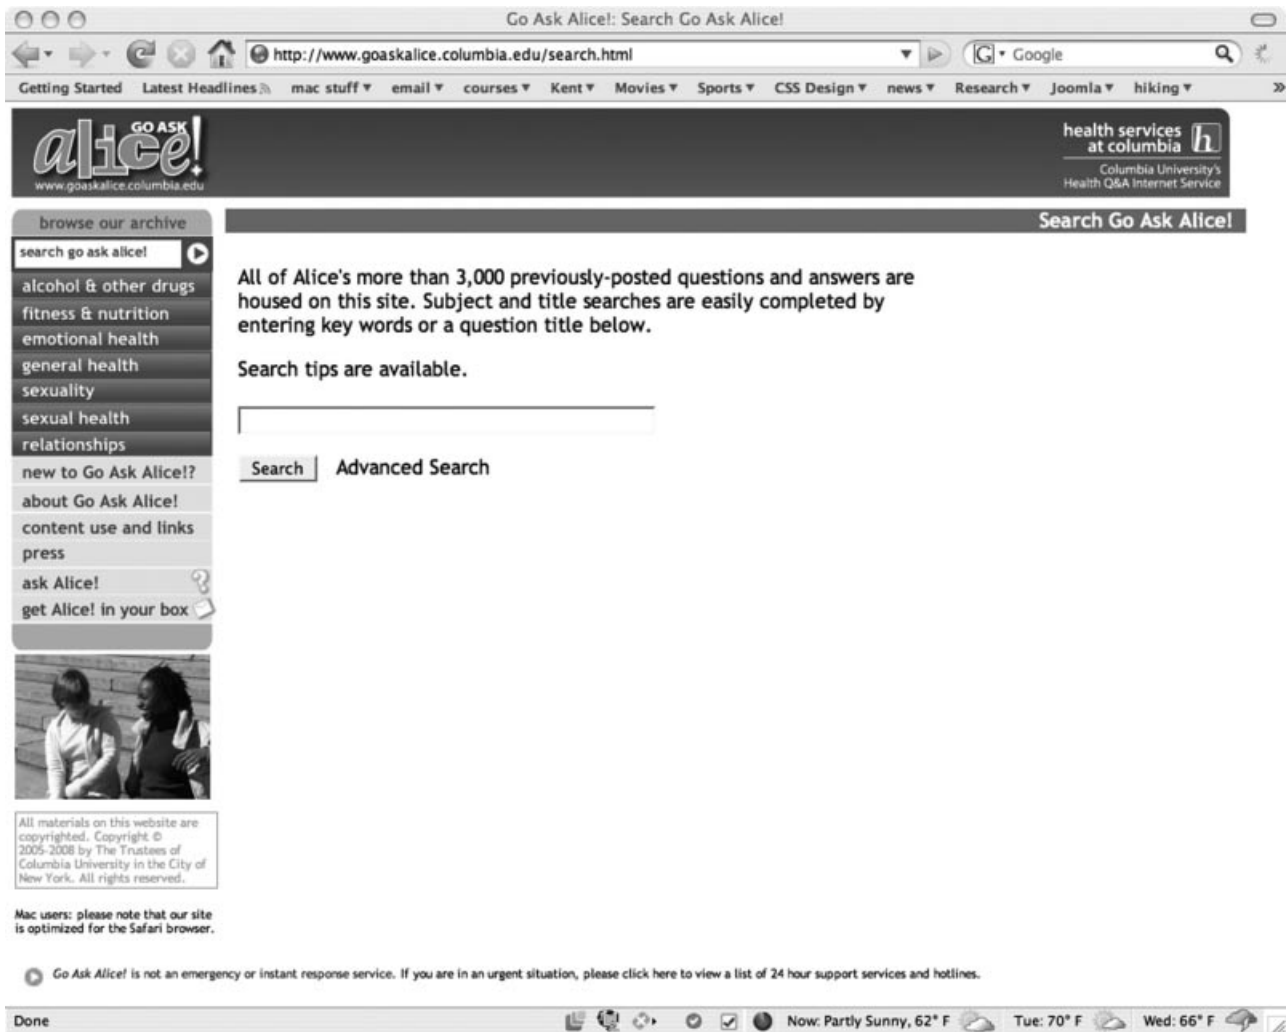 Go Ask Alice!: Search Go Ask Alice!
http://www.goaskalice.columbia.edu/search.html
G Google
Getting Started Latest Headlines mac stuff email courses Kent Movies Sports CSS Design news Research Joomla hiking »
GO ASK
alice!
www.goaskalice.columbia.edu
health services
at columbia h
Columbia University's
Health Q&A Internet Service
browse our archive
search go ask alice!
alcohol & other drugs
fitness & nutrition
emotional health
general health
sexuality
sexual health
relationships
new to Go Ask Alice!?
about Go Ask Alice!
content use and links
press
ask Alice!
get Alice! in your box
Search Go Ask Alice!
All of Alice's more than 3,000 previously-posted questions and answers are
housed on this site. Subject and title searches are easily completed by
entering key words or a question title below.
Search tips are available.
Search Advanced Search
All materials on this website are
copyrighted. Copyright ©
2005-2008 by The Trustees of
Columbia University in the City of
New York. All rights reserved.
Mac users: please note that our site
is optimized for the Safari browser.
Go Ask Alice! is not an emergency or instant response service. If you are in an urgent situation, please click here to view a list of 24 hour support services and hotlines.
Done Now: Partly Sunny, 62° F Tue: 70° F Wed: 66° F